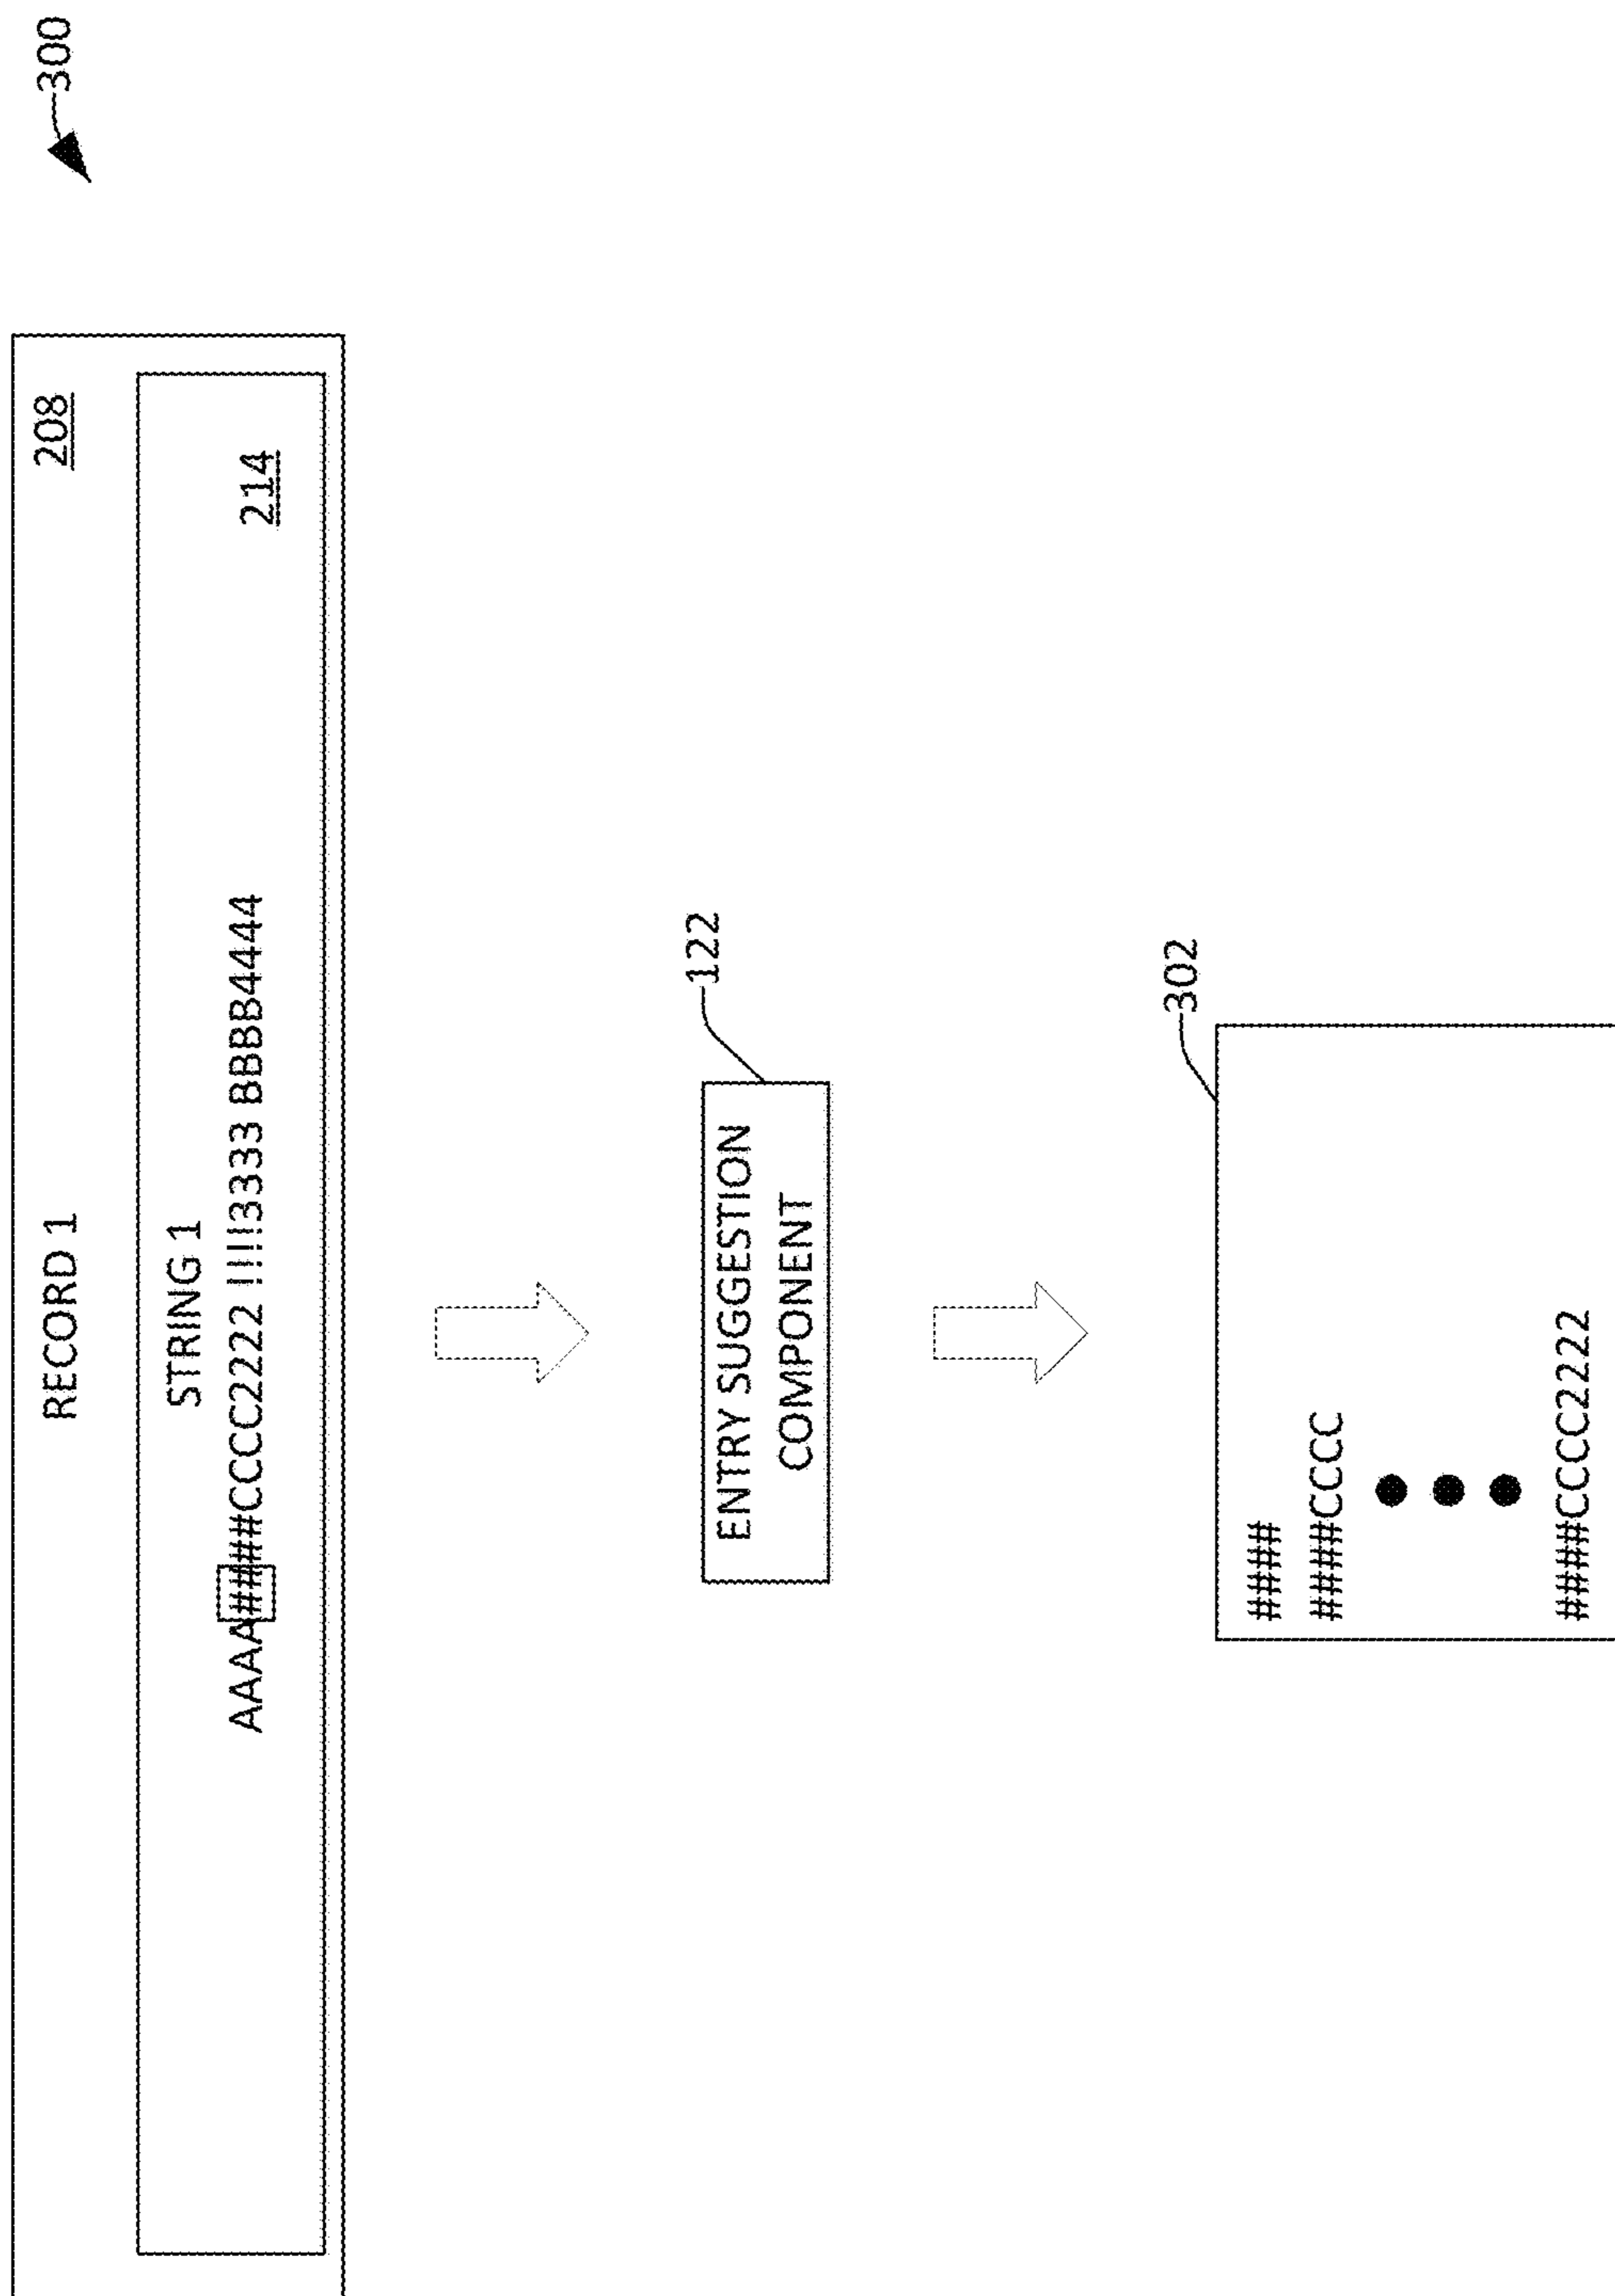 300
RECORD 1
208
STRING 1
AAAA####CCCC2222 !!!!3333 BBBB4444
214
122
ENTRY SUGGESTION
COMPONENT
302
####
####CCCC
####CCCC2222